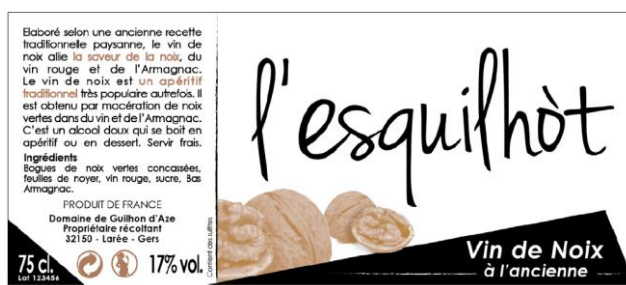 Elaboré selon une ancienne recette
traditionnelle paysanne, le vin de
noix allie la saveur de la noix, du
vin rouge et de l'Armagnac.
Le vin de noix est un apéritif
traditionnel très populaire autrefois. Il
est obtenu par macération de noix
vertes dans du vin et de l'Armagnac.
C'est un alcool doux qui se boit en
apéritif ou en dessert. Servir frais.
Ingrédients
Bogues de noix vertes concassées,
feuilles de noyer, vin rouge, sucre, Bas
Armagnac.
PRODUIT DE FRANCE
Domaine de Guilhon d'Aze
Propriétaire récoltant
32150 - Larée - Gers
75 cl.
Lot 123456
17% vol.
Contient des sulfites
l'esquilhòt
Vin de Noix
à l'ancienne